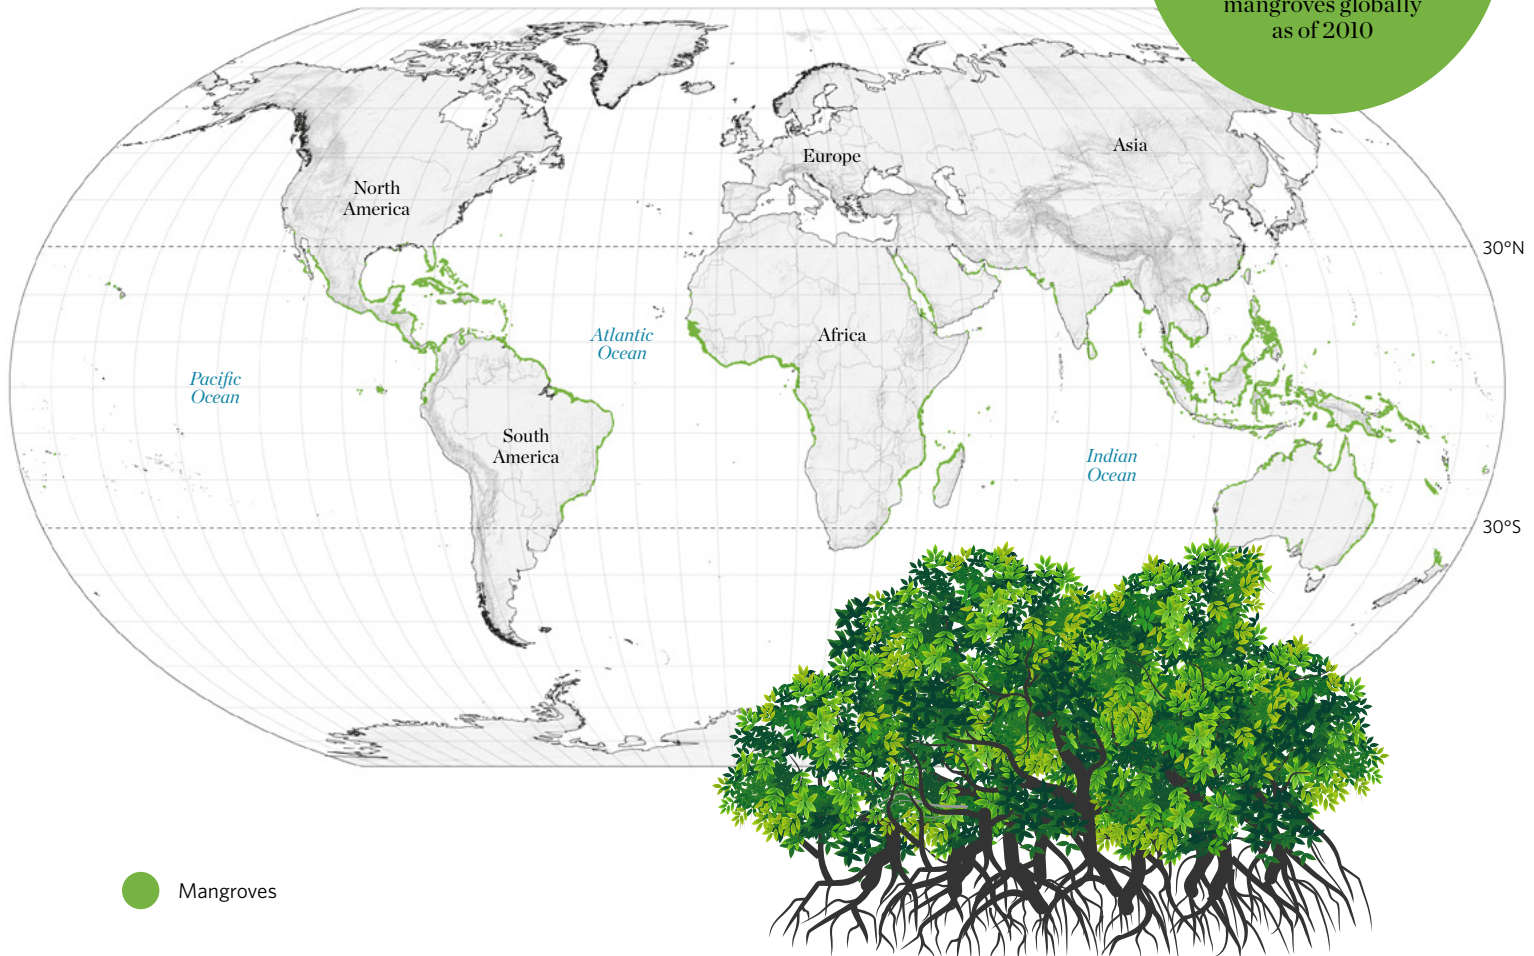 mangroves globally
as of 2010
Asia
Europe
North
America
30°N
Atlantic
Ocean
Africa
Pacific
Ocean
South
America
Indian
Ocean
30°S
Mangroves